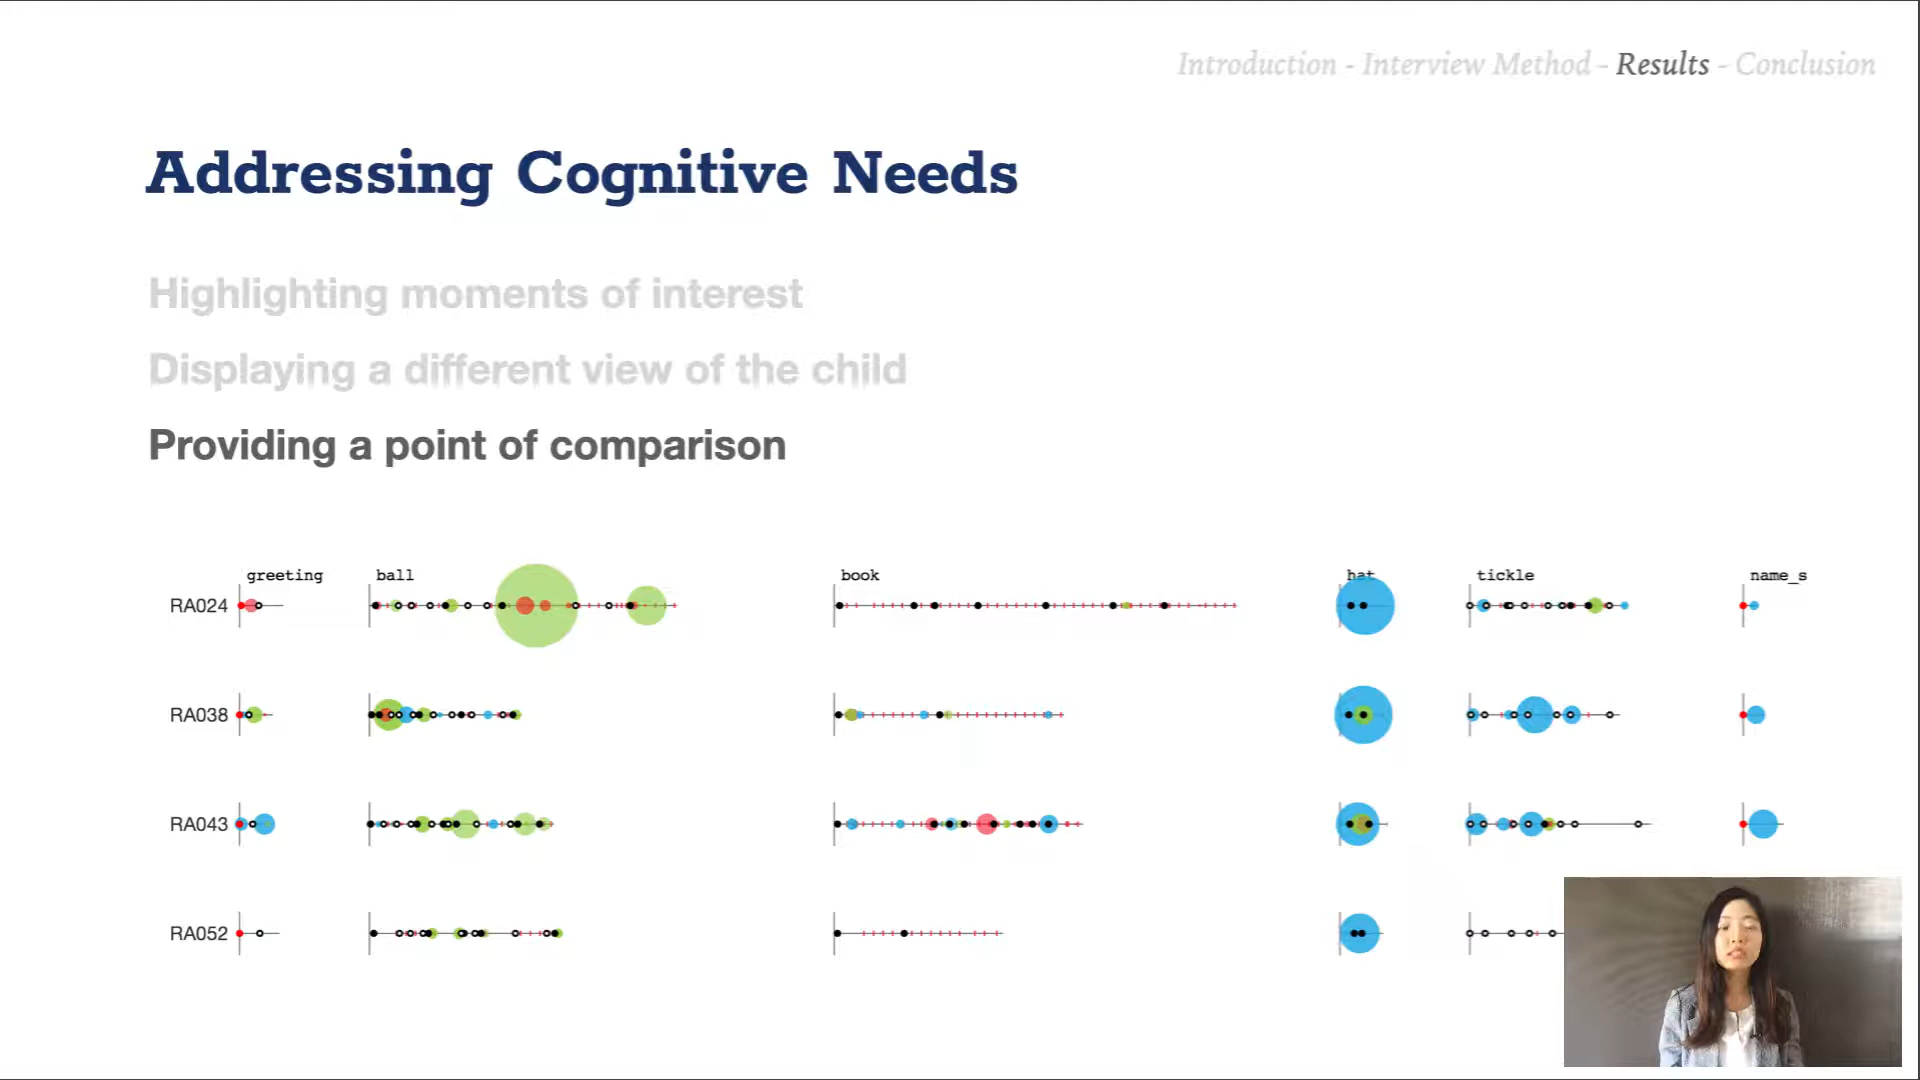 Introduction - Interview Method - Results - Conclusion
Addressing Cognitive Needs
Highlighting moments of interest
Displaying a different view of the child
Providing a point of comparison
greeting ball book hat tickle name_s
RA024
RA038
RA043
RA052